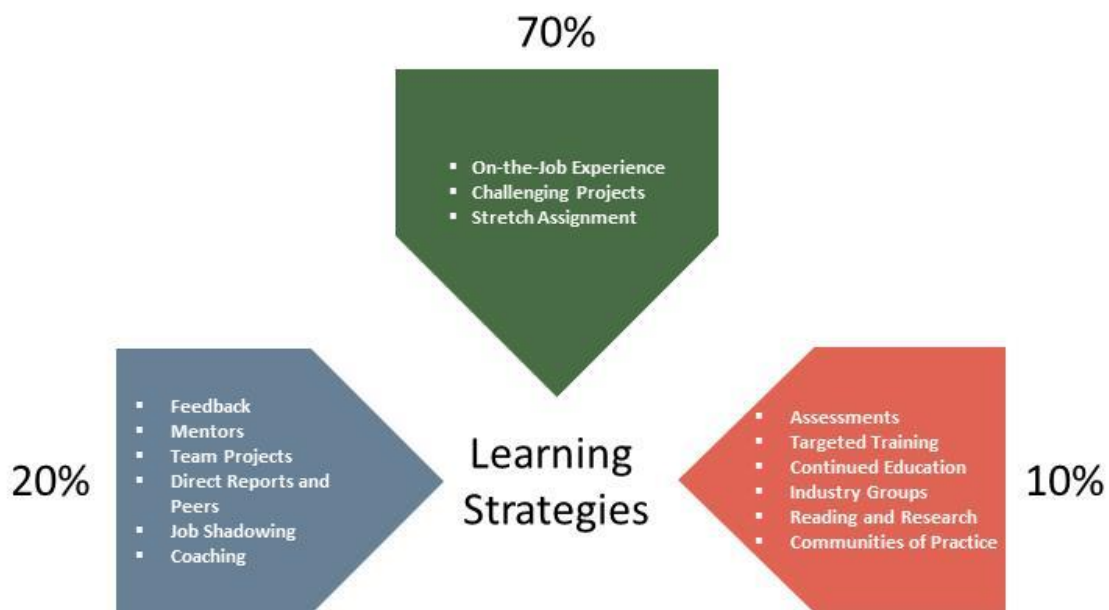 70%
▪ On-the-Job Experience
▪ Challenging Projects
▪ Stretch Assignment
20%
▪ Feedback
▪ Mentors
▪ Team Projects
▪ Direct Reports and
Peers
▪ Job Shadowing
▪ Coaching
Learning
Strategies
▪ Assessments
▪ Targeted Training
▪ Continued Education
▪ Industry Groups
▪ Reading and Research
▪ Communities of Practice
10%